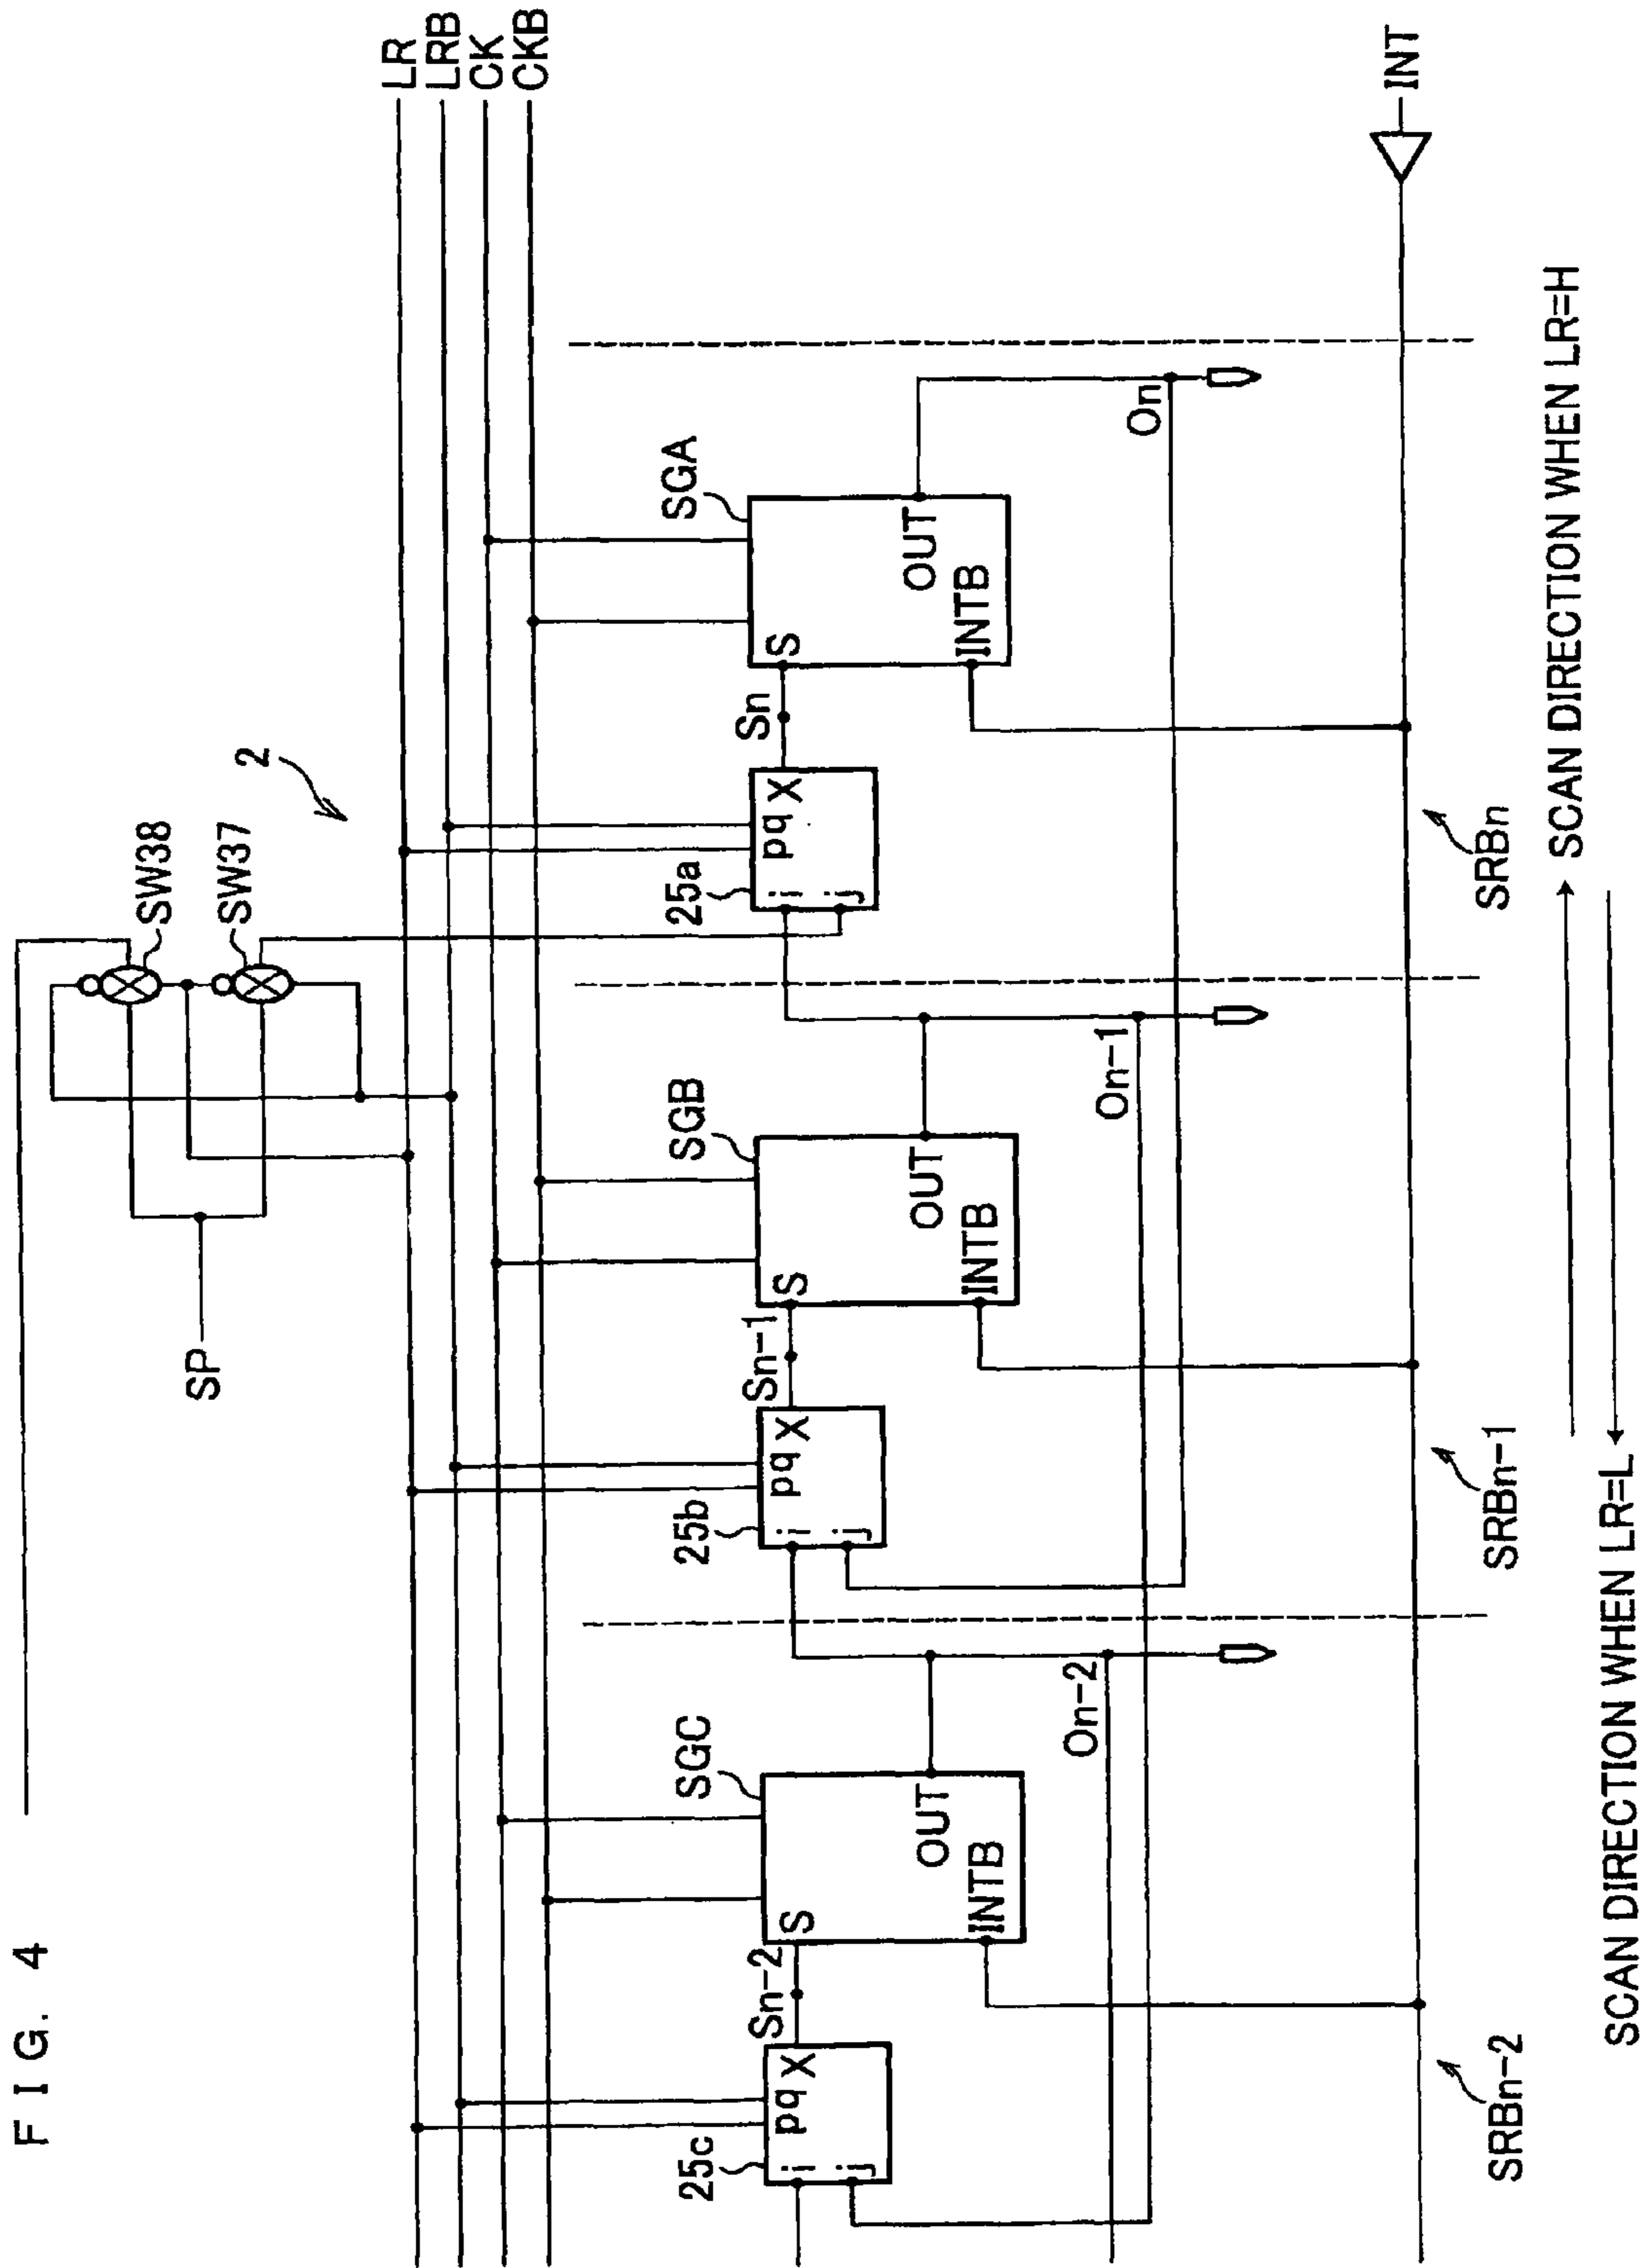 FIG. 4
LR
LRB
CK
CKB
SP
SW38
SW37
2
25c
i
j
pq
X
Sn-2
S
SGC
OUT
INTB
On-2
25b
i
j
pq
X
Sn-1
S
SGB
OUT
INTB
On-1
25a
i
j
pq
X
Sn
S
SGA
OUT
INTB
On
INT
SRBn-2
SRBn-1
SRBn
SCAN DIRECTION WHEN LR=H
SCAN DIRECTION WHEN LR=L